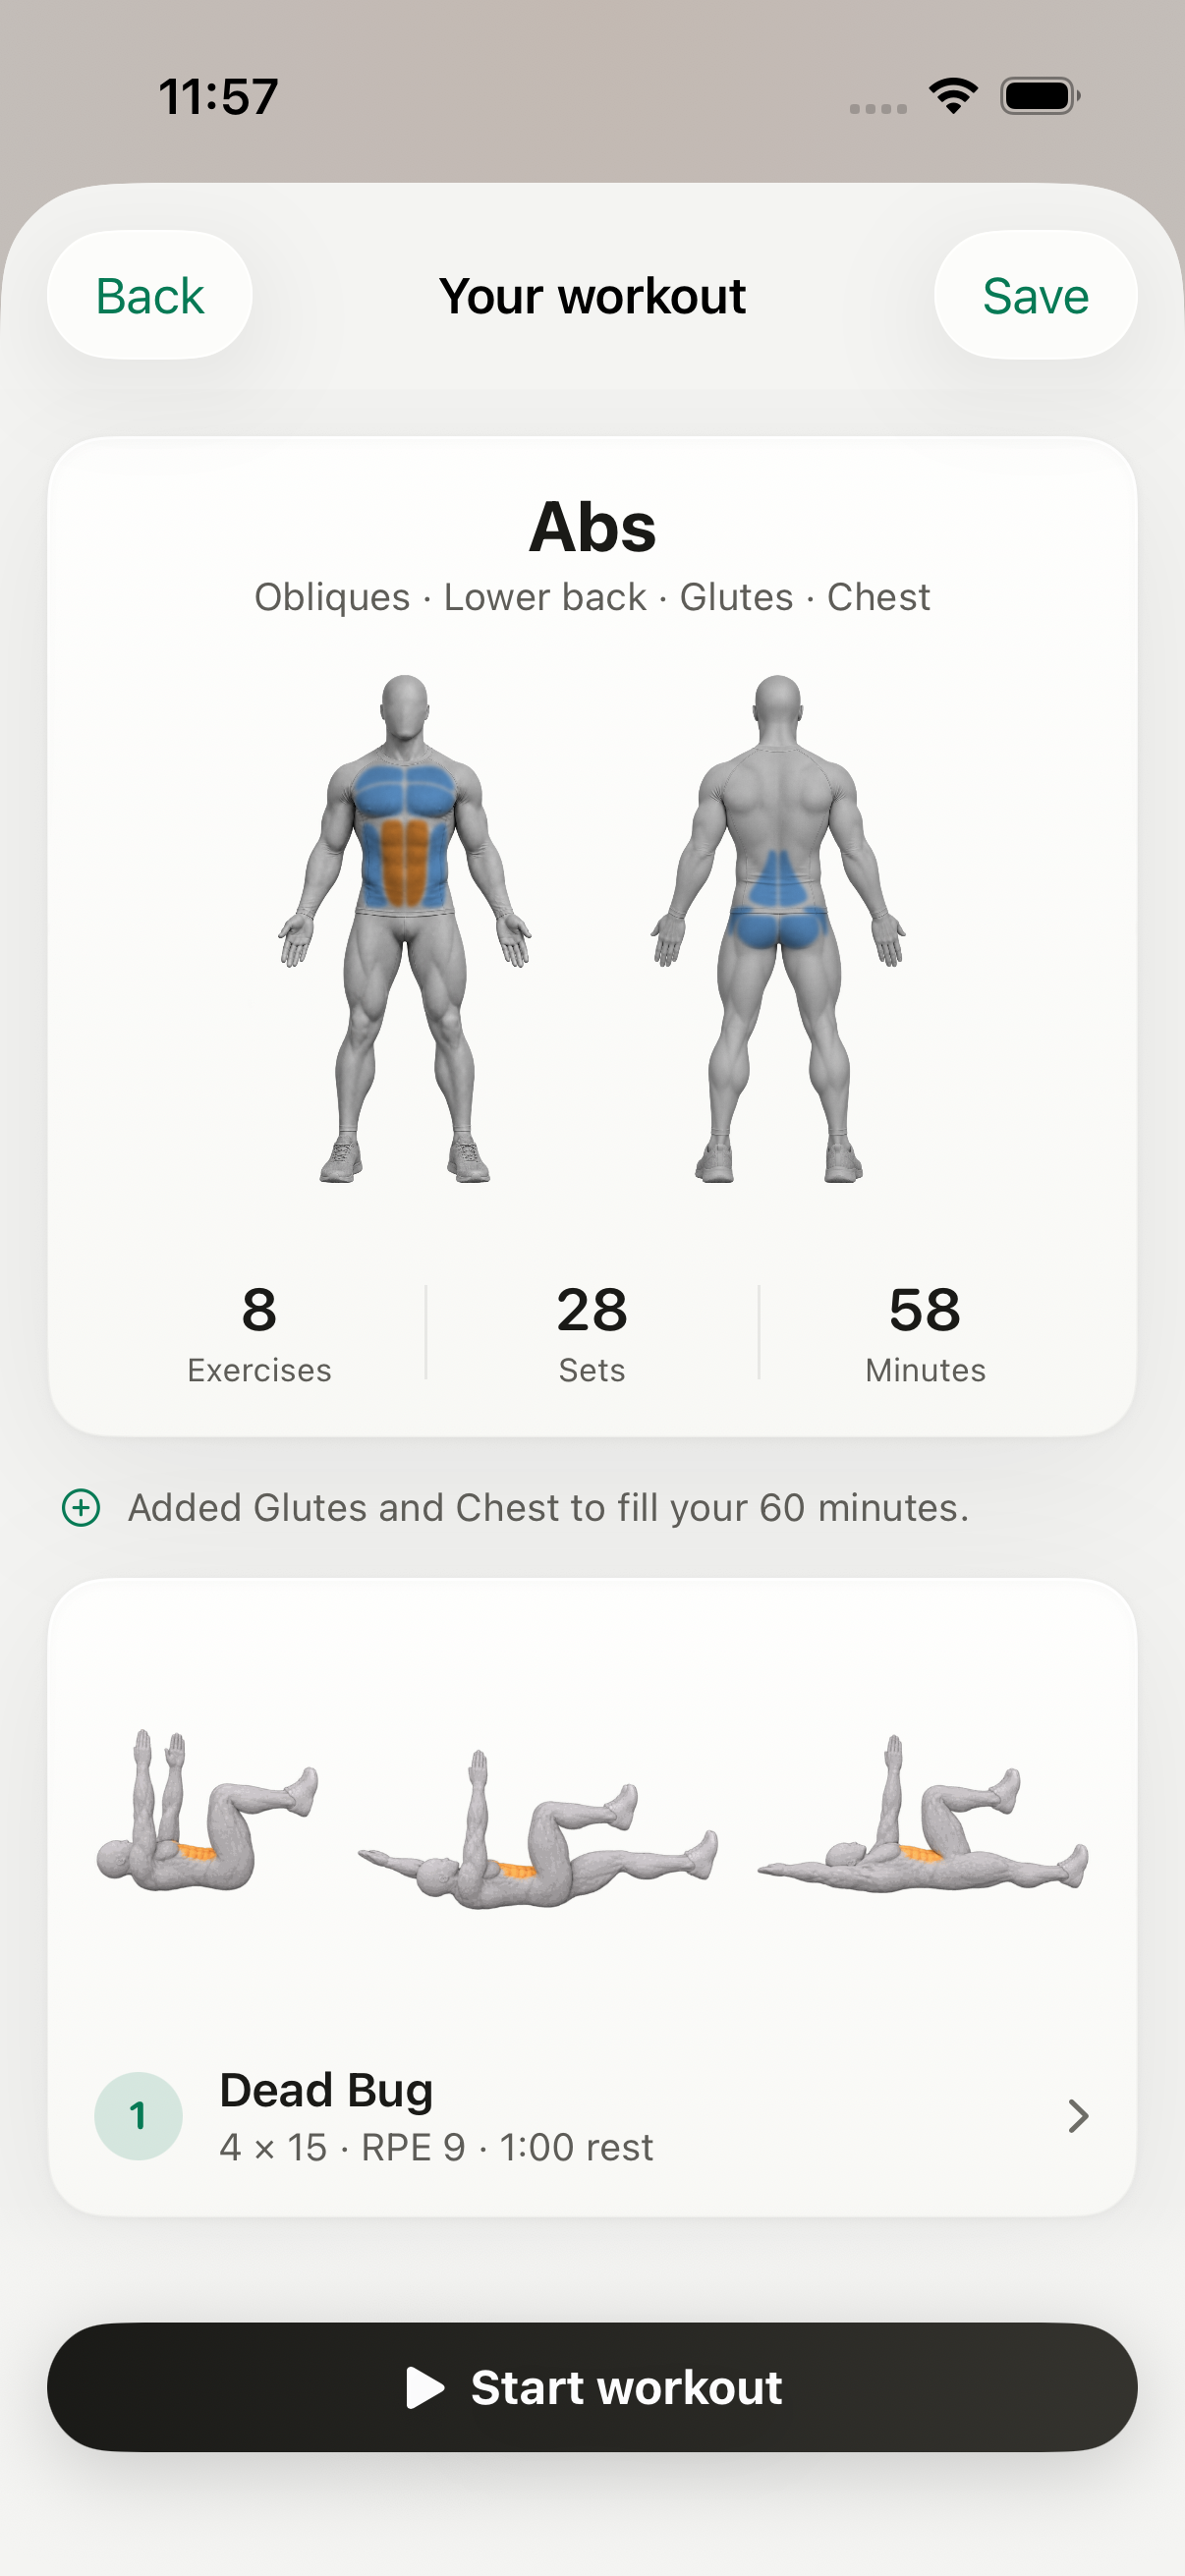 11:57
Back
Your workout
Save
Abs
Obliques · Lower back · Glutes · Chest
8
28
58
Exercises
Sets
Minutes
Added Glutes and Chest to fill your 60 minutes.
1
Dead Bug
4 × 15 · RPE 9 · 1:00 rest
Start workout